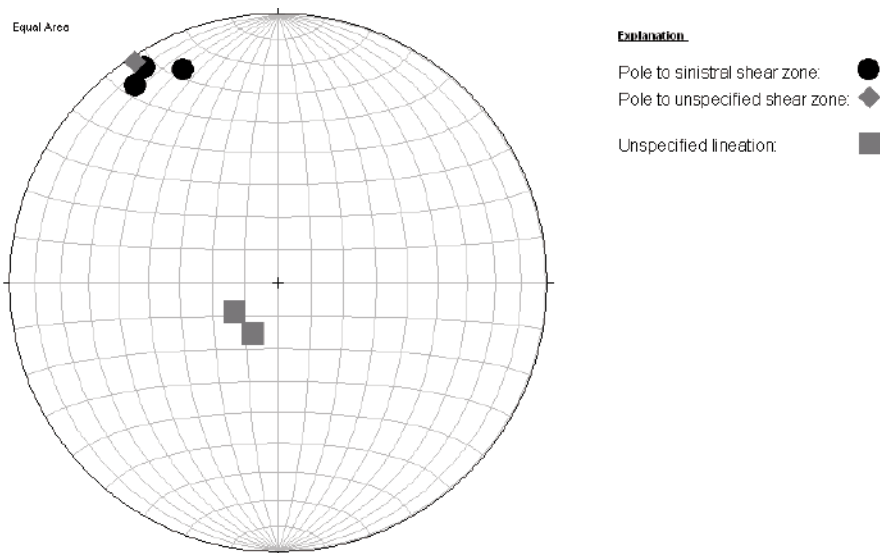 Equal Area
Explanation
Pole to sinistral shear zone:
Pole to unspecified shear zone:
Unspecified lineation: